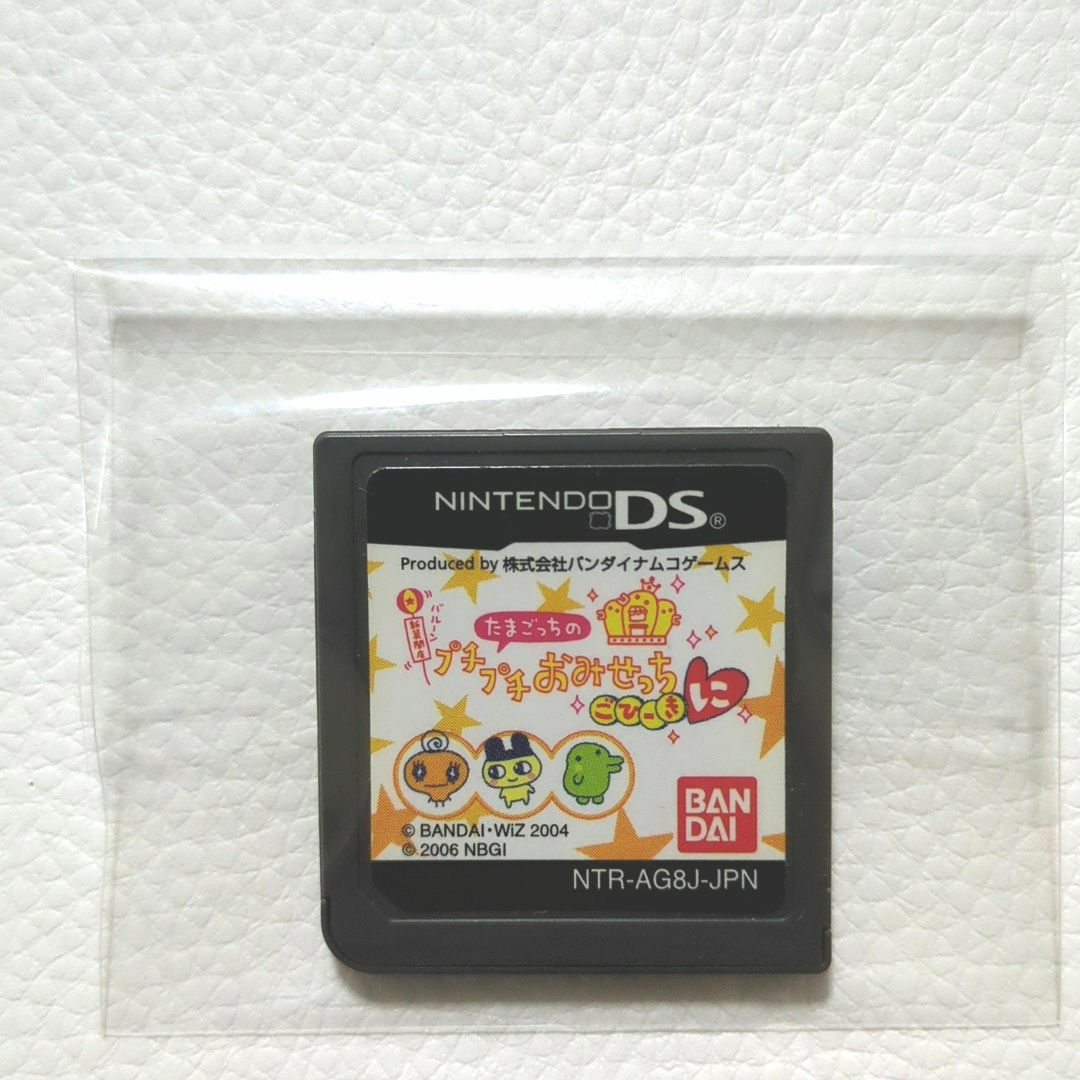 NINTENDO DS®
Produced by 株式会社バンダイナムコゲームス
バルーン
新装開店
たまごっちの
プチプチおみせっち
ごひーきに
© BANDAI・WiZ 2004
© 2006 NBGI
BAN
DAI
NTR-AG8J-JPN